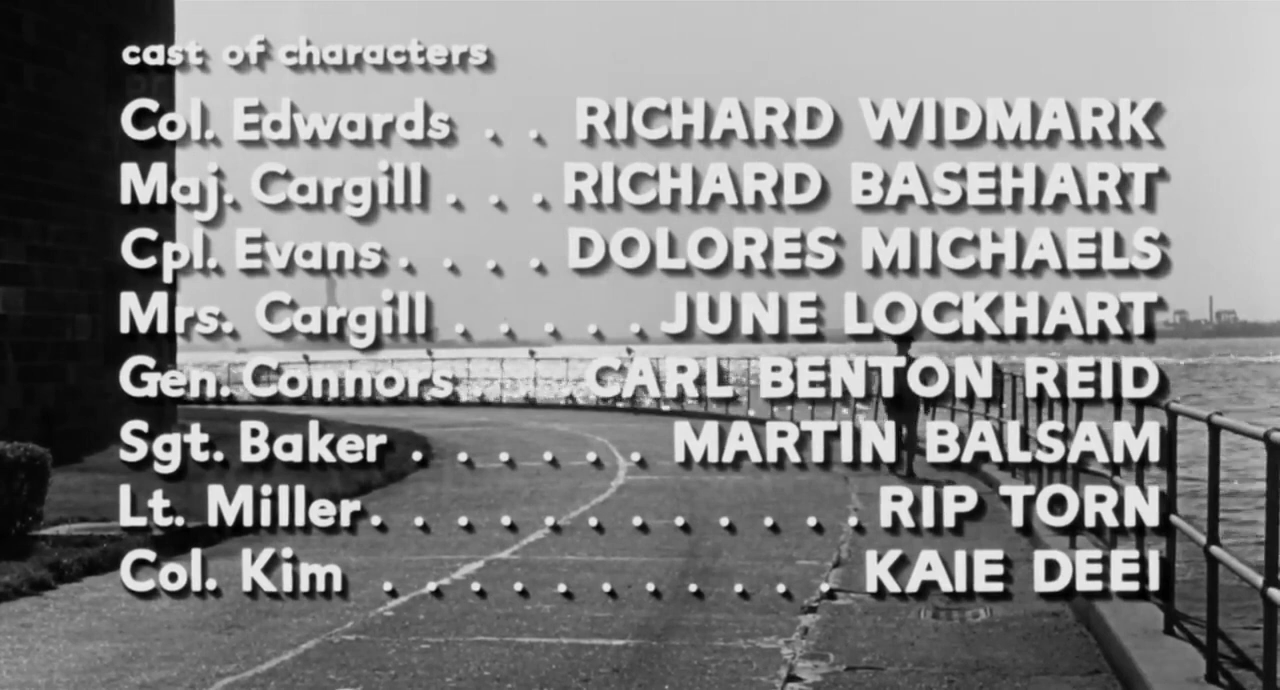 cast of characters
Col. Edwards . . RICHARD WIDMARK
Maj. Cargill . . . RICHARD BASEHART
Cpl. Evans . . . . DOLORES MICHAELS
Mrs. Cargill . . . . . JUNE LOCKHART
Gen. Connors . . . CARL BENTON REID
Sgt. Baker . . . . . . MARTIN BALSAM
Lt. Miller . . . . . . . . . . . . RIP TORN
Col. Kim . . . . . . . . . . . KAIE DEEI